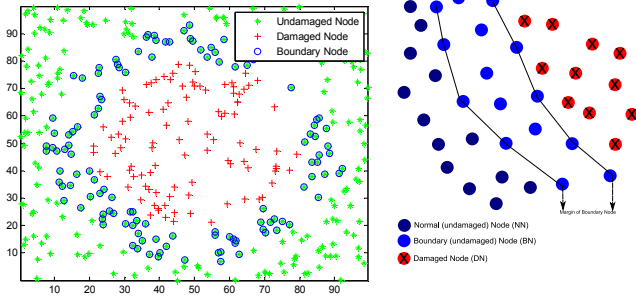 Undamaged Node
Damaged Node
Boundary Node
90
80
70
60
50
40
30
20
10
10 20 30 40 50 60 70 80 90
X
X
X
X
X
X
X
X
X
X
Margin of Boundary Node
Normal (undamaged) Node (NN)
Boundary (undamaged) Node (BN)
X Damaged Node (DN)